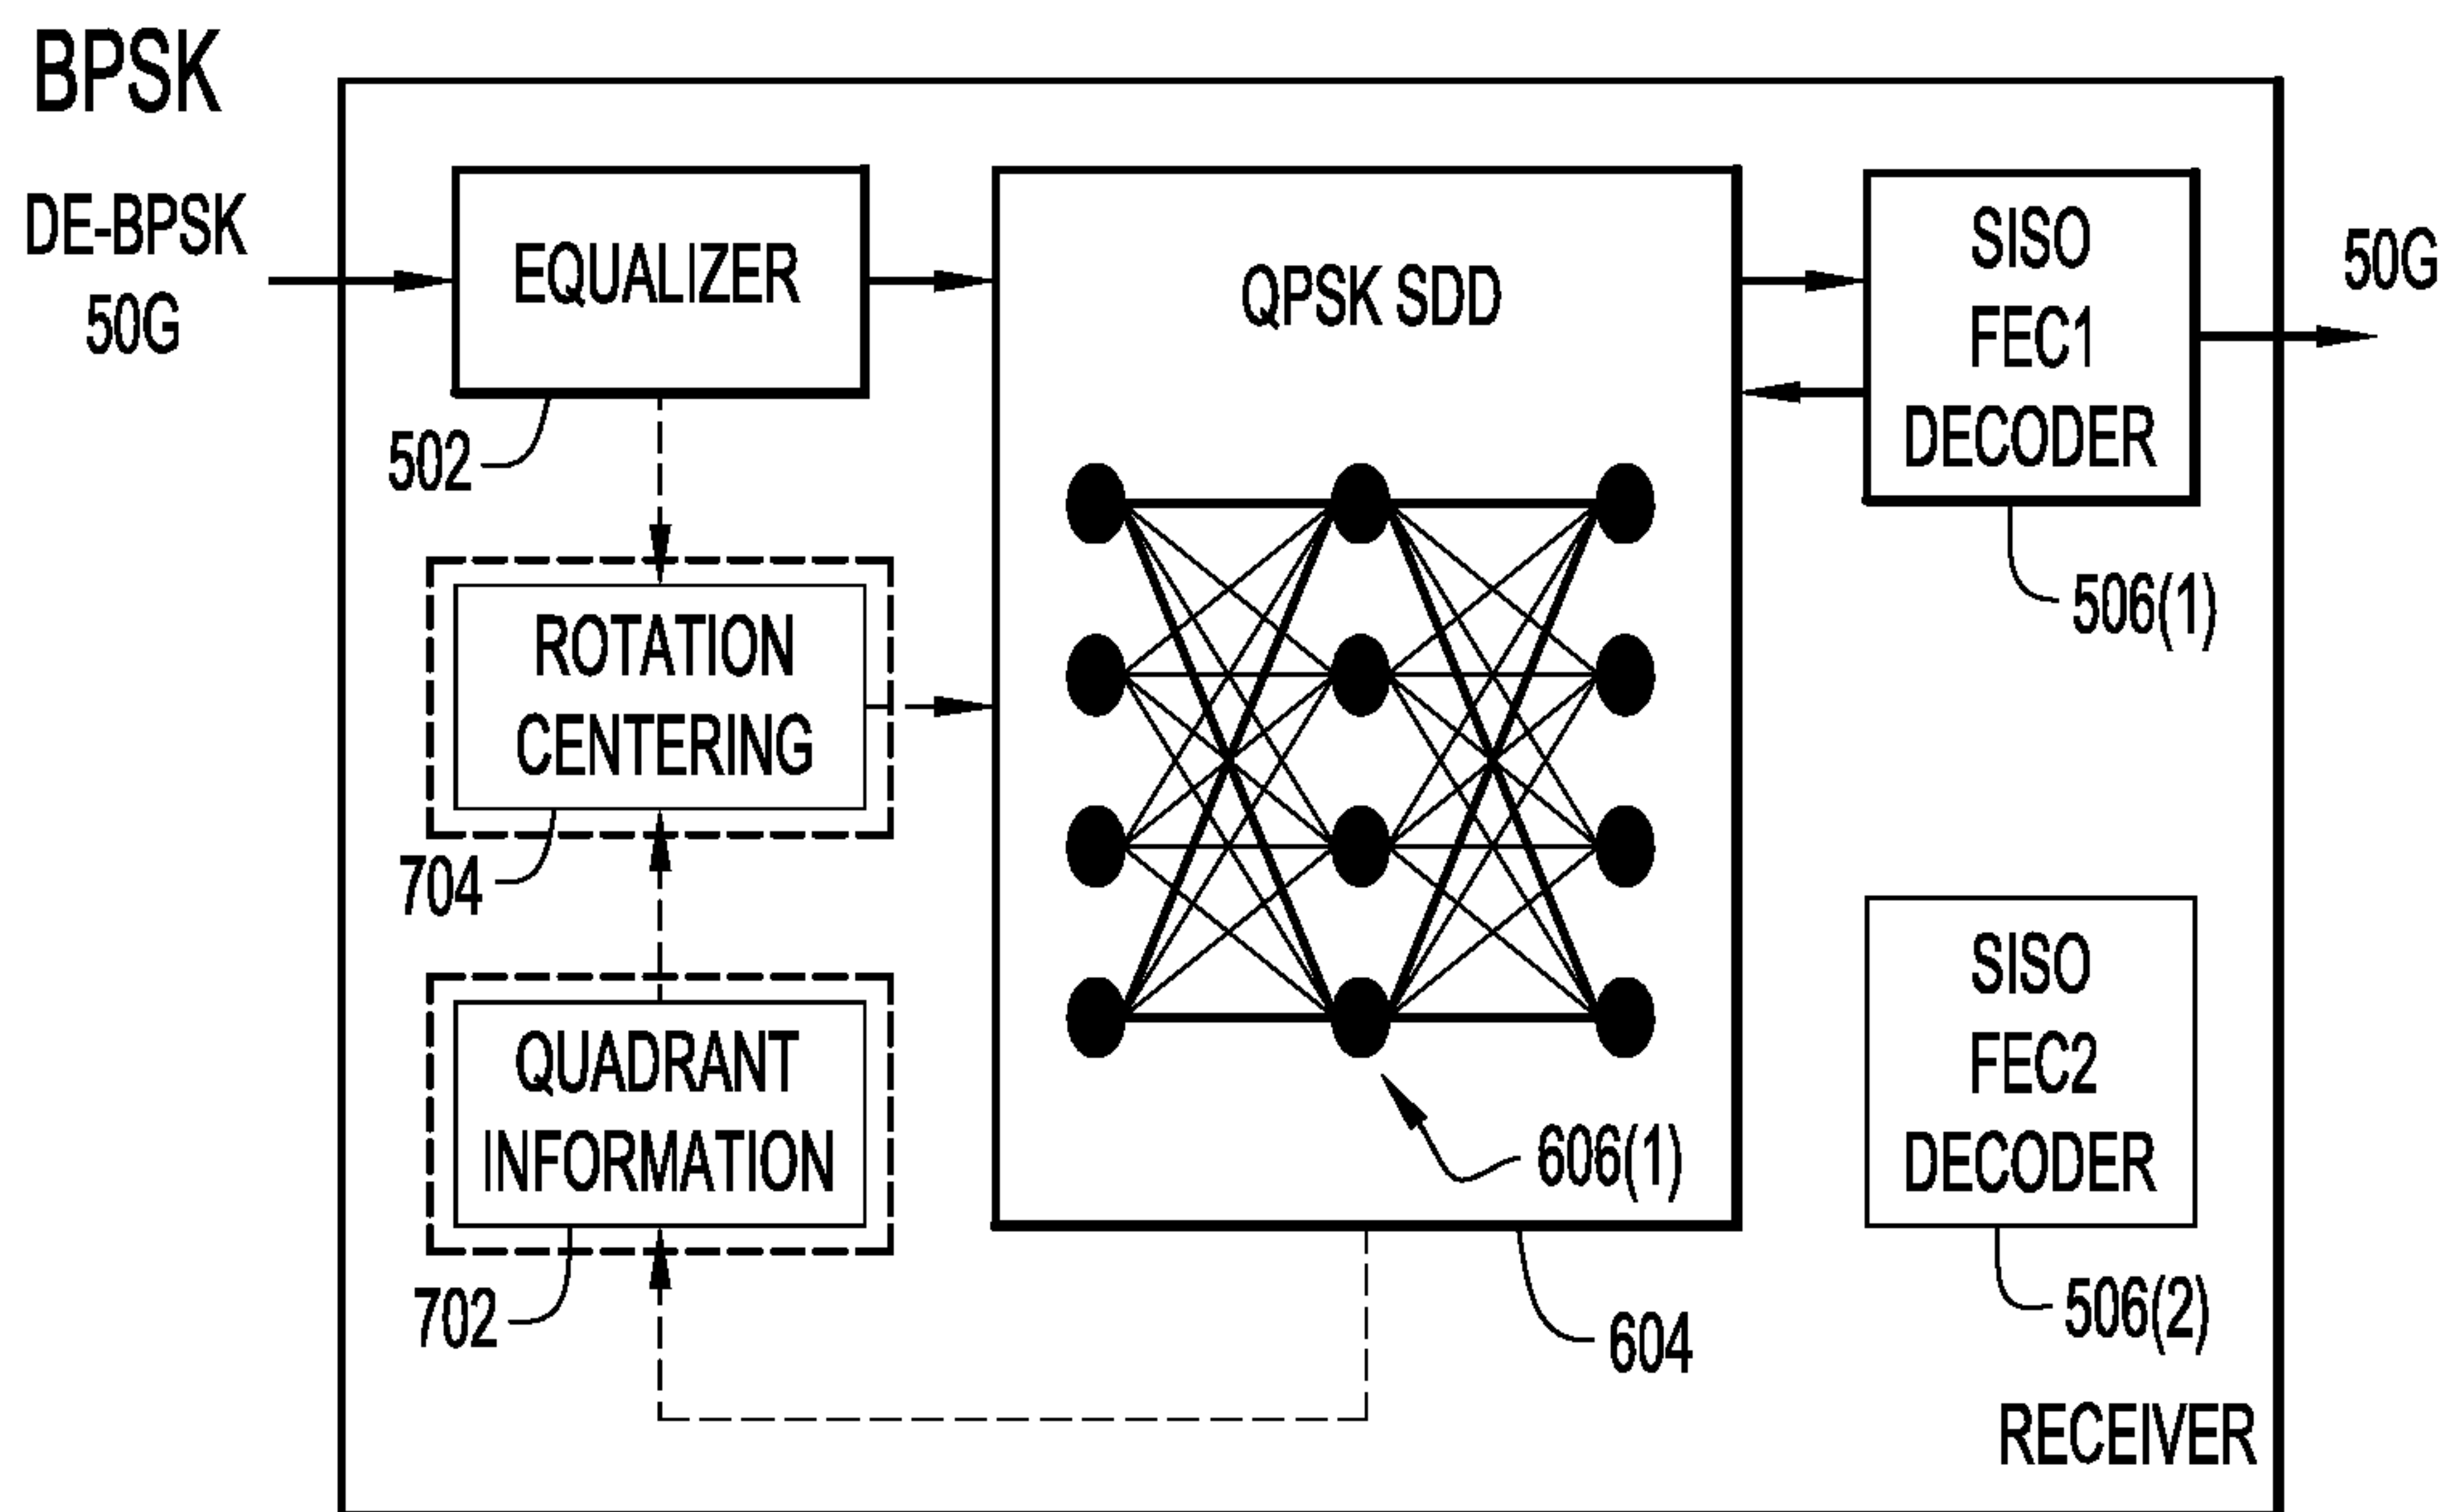 BPSK
DE-BPSK
50G
EQUALIZER
502
QPSK SDD
SISO
FEC1
DECODER
50G
506(1)
ROTATION
CENTERING
704
QUADRANT
INFORMATION
702
606(1)
604
SISO
FEC2
DECODER
506(2)
RECEIVER